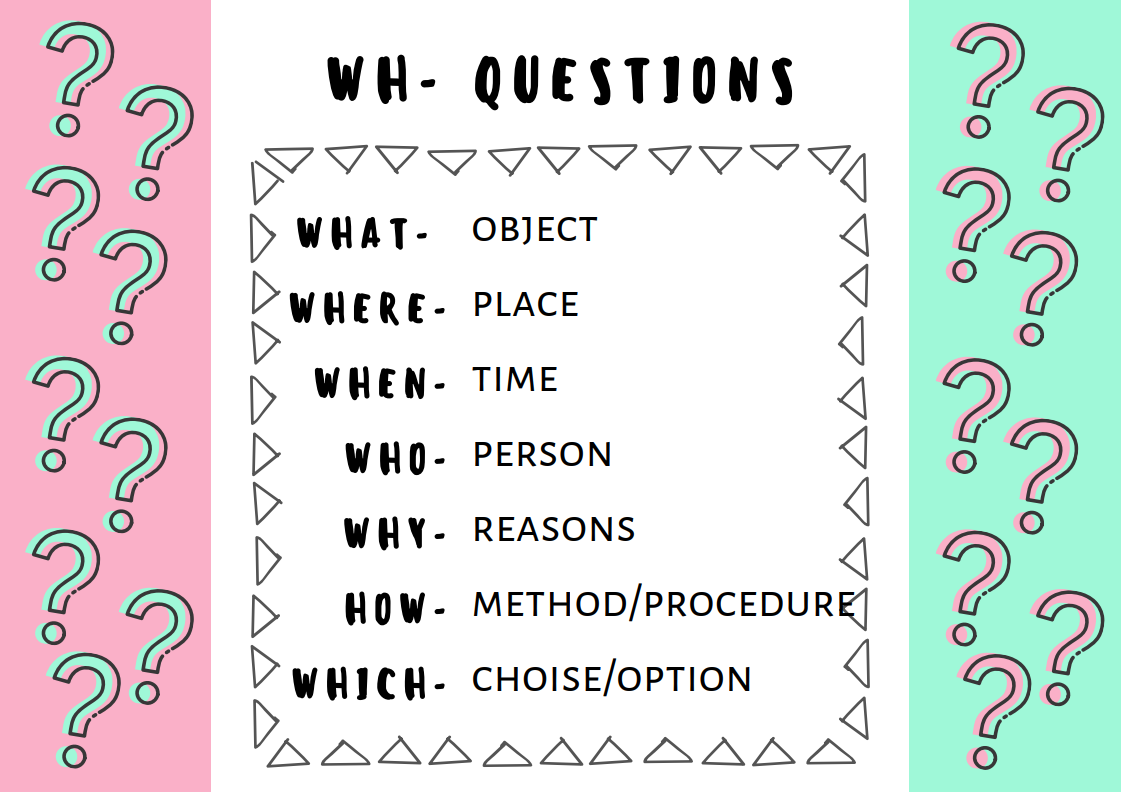 WH- QUESTIONS
WHAT- OBJECT
WHERE- PLACE
WHEN- TIME
WHO- PERSON
WHY- REASONS
HOW- METHOD/PROCEDURE
WHICH- CHOISE/OPTION